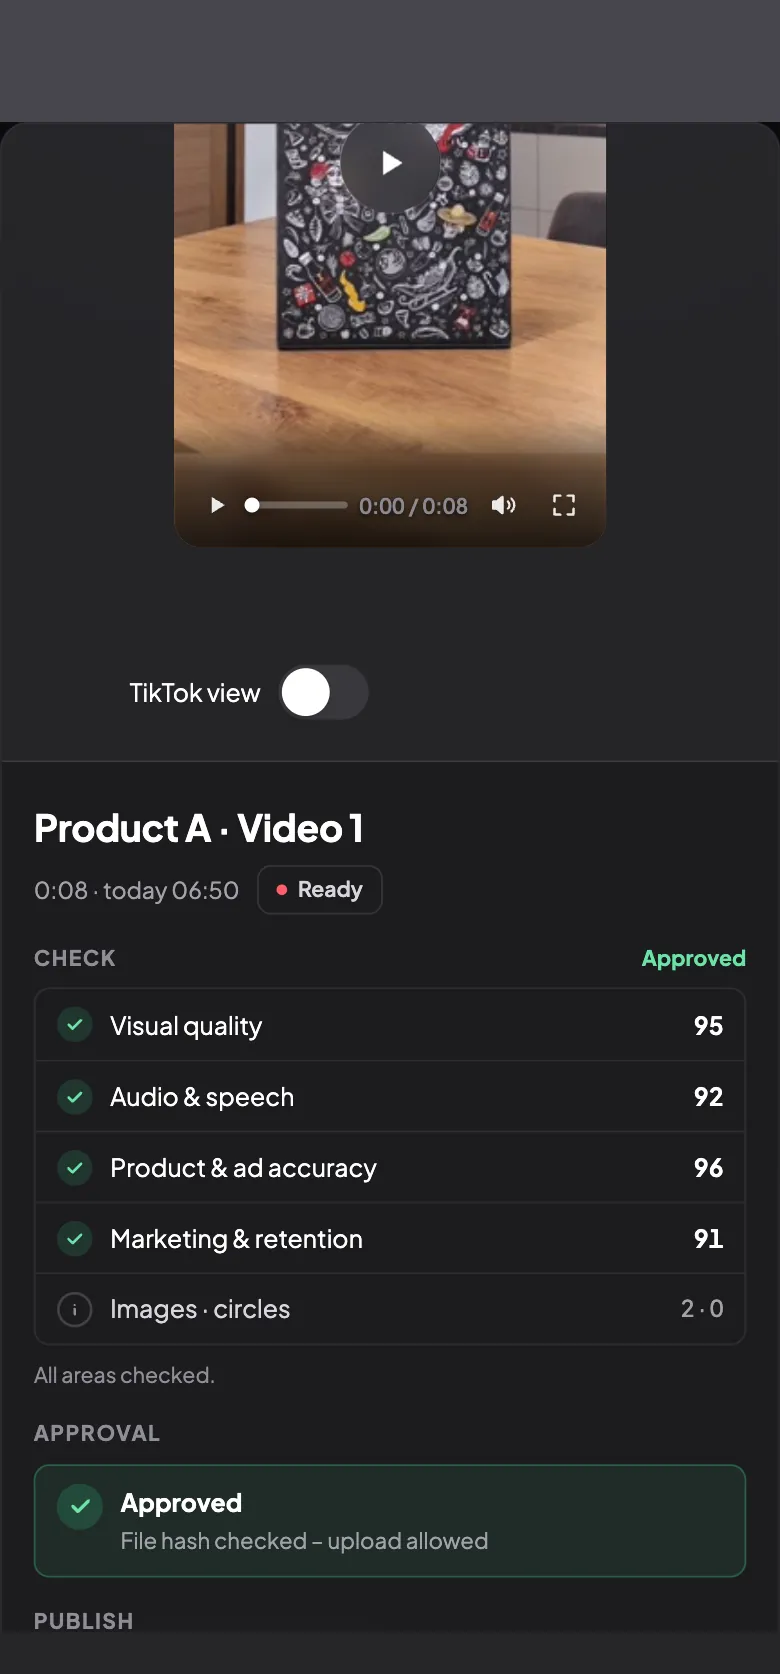 0:00 / 0:08
TikTok view
Product A · Video 1
0:08 · today 06:50
Ready
CHECK
Approved
Visual quality
95
Audio & speech
92
Product & ad accuracy
96
Marketing & retention
91
Images · circles
2 · 0
All areas checked.
APPROVAL
Approved
File hash checked – upload allowed
PUBLISH